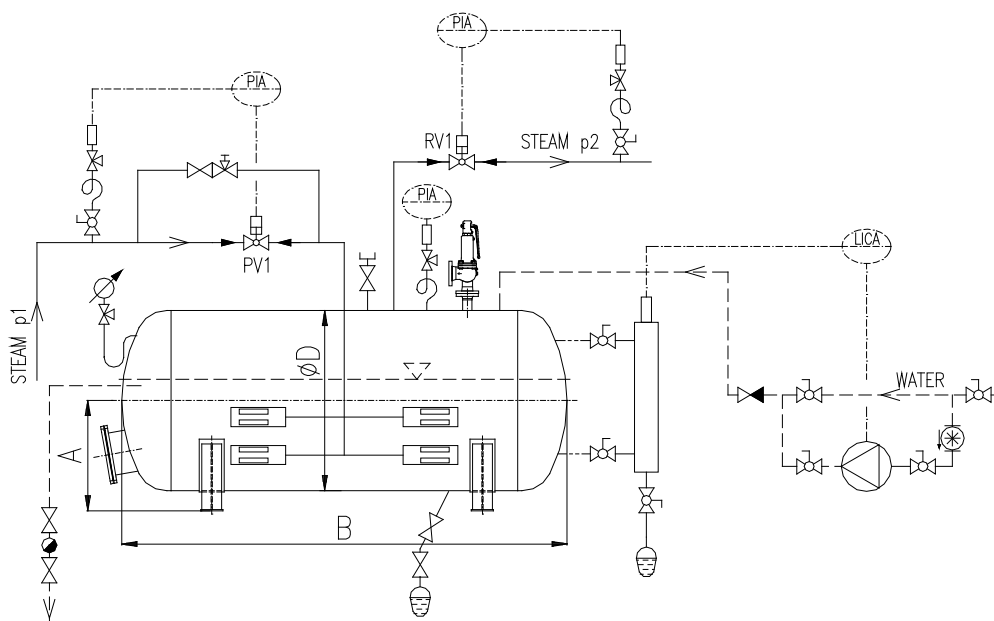 PIA
PIA
RV1
STEAM p2
PIA
LICA
PV1
STEAM p1
ØD
WATER
A
B